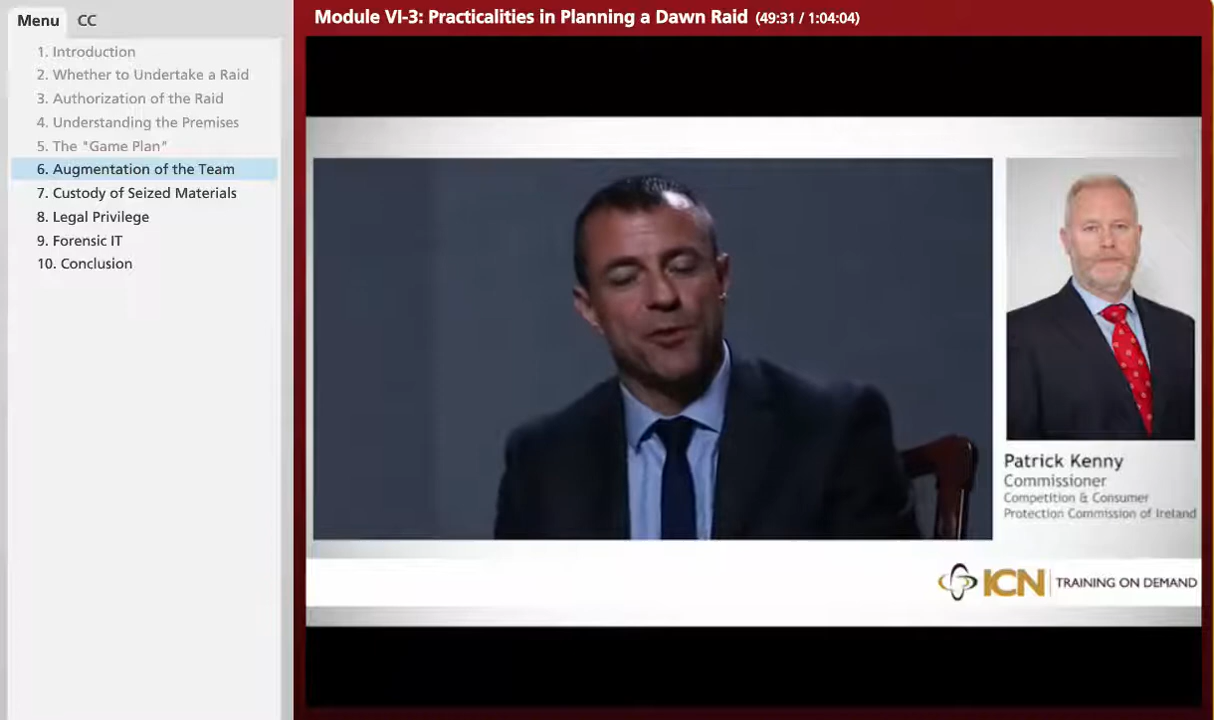 Menu
CC
1. Introduction
2. Whether to Undertake a Raid
3. Authorization of the Raid
4. Understanding the Premises
5. The "Game Plan"
6. Augmentation of the Team
7. Custody of Seized Materials
8. Legal Privilege
9. Forensic IT
10. Conclusion
Module VI-3: Practicalities in Planning a Dawn Raid (49:31 / 1:04:04)
Patrick Kenny
Commissioner
Competition & Consumer
Protection Commission of Ireland
ICN TRAINING ON DEMAND